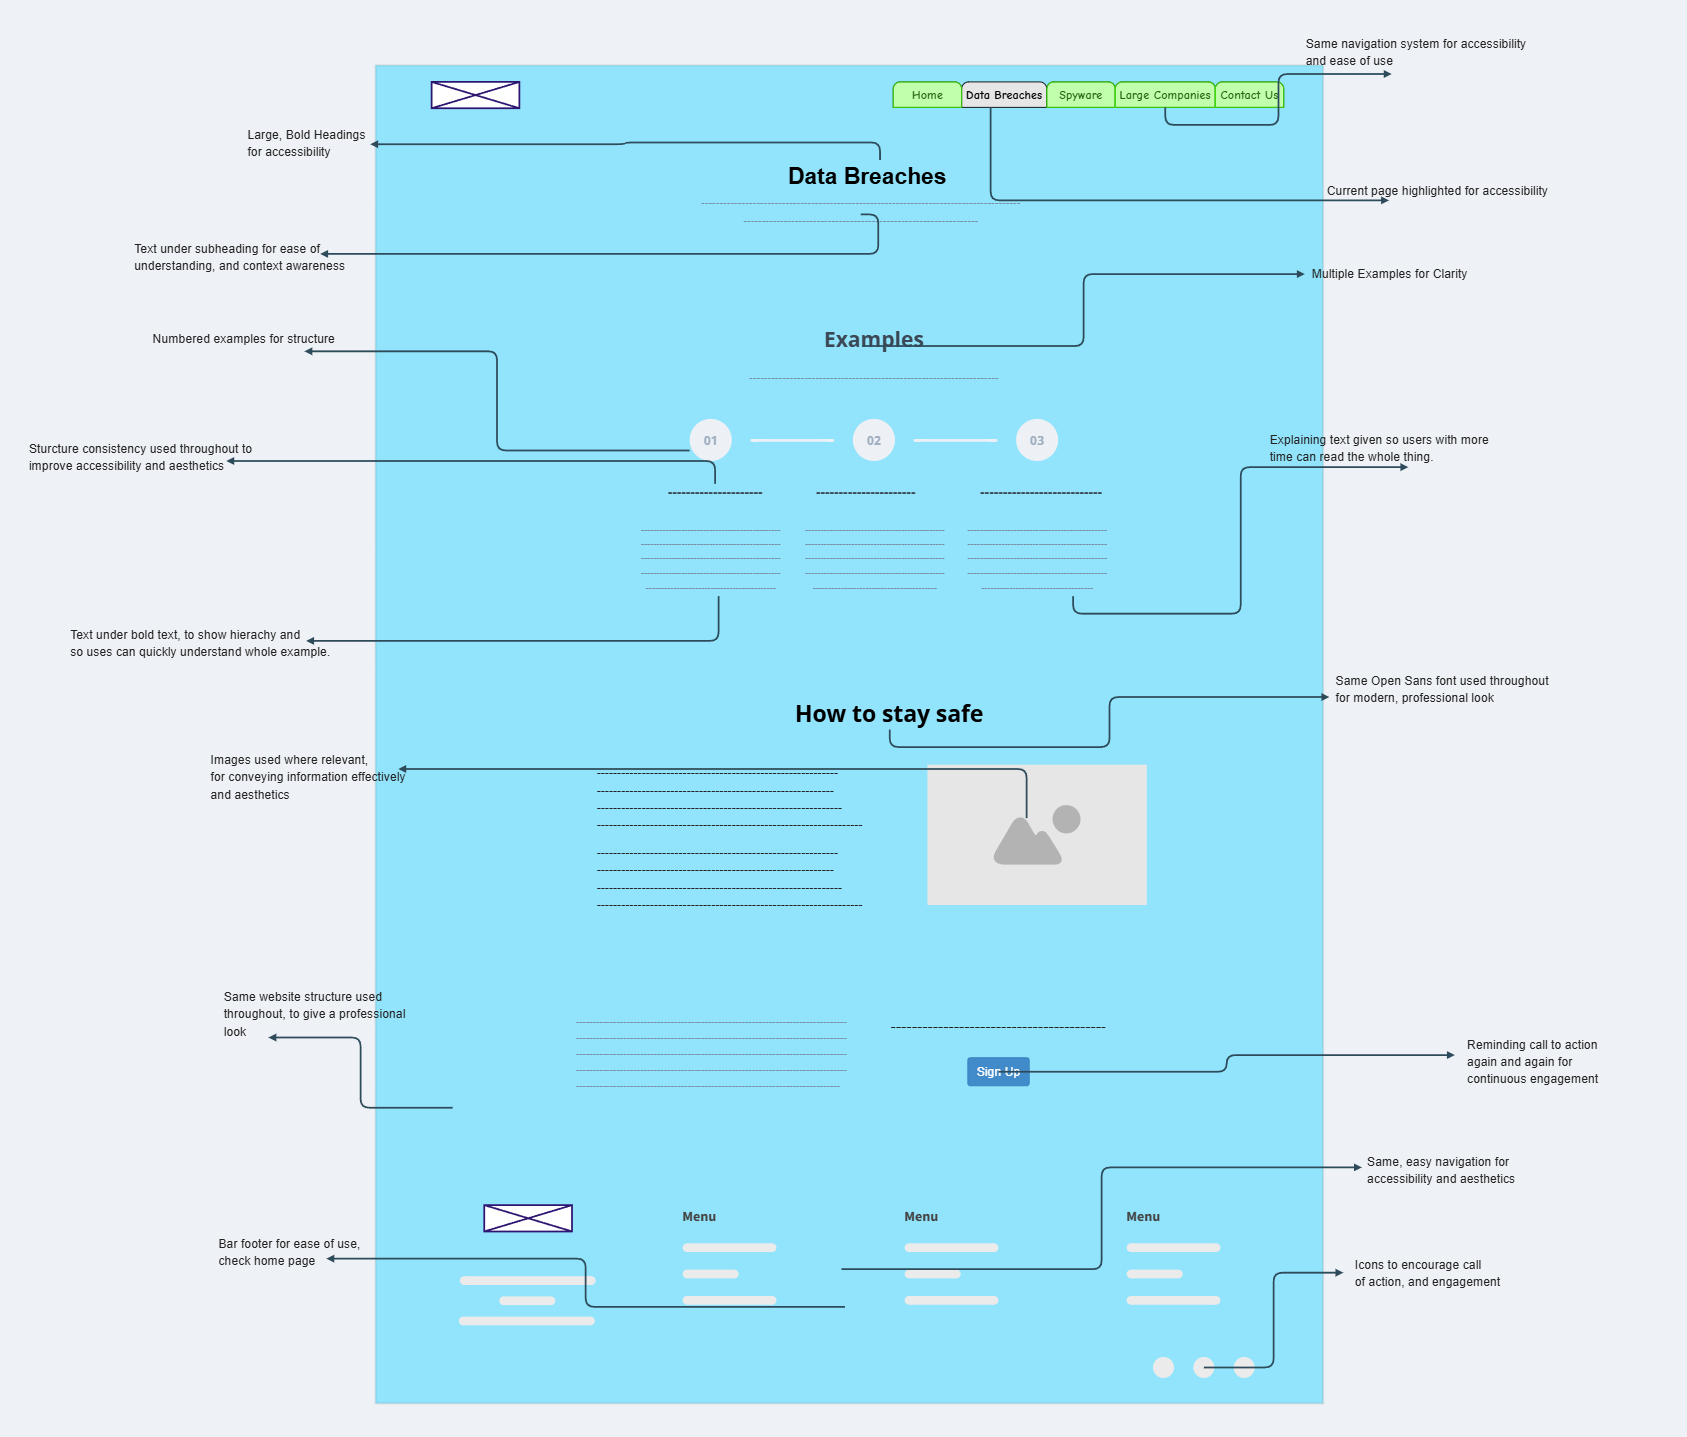 Same navigation system for accessibility
and ease of use
Home
Data Breaches
Spyware
Large Companies
Contact Us
Large, Bold Headings
for accessibility
Data Breaches
Current page highlighted for accessibility
Text under subheading for ease of
understanding, and context awareness
Multiple Examples for Clarity
Numbered examples for structure
Examples
01
02
03
Sturcture consistency used throughout to
improve accessibility and aesthetics
Explaining text given so users with more
time can read the whole thing.
Text under bold text, to show hierachy and
so uses can quickly understand whole example.
Same Open Sans font used throughout
for modern, professional look
How to stay safe
Images used where relevant,
for conveying information effectively
and aesthetics
Same website structure used
throughout, to give a professional
look
Sign Up
Reminding call to action
again and again for
continuous engagement
Same, easy navigation for
accessibility and aesthetics
Menu
Menu
Menu
Bar footer for ease of use,
check home page
Icons to encourage call
of action, and engagement